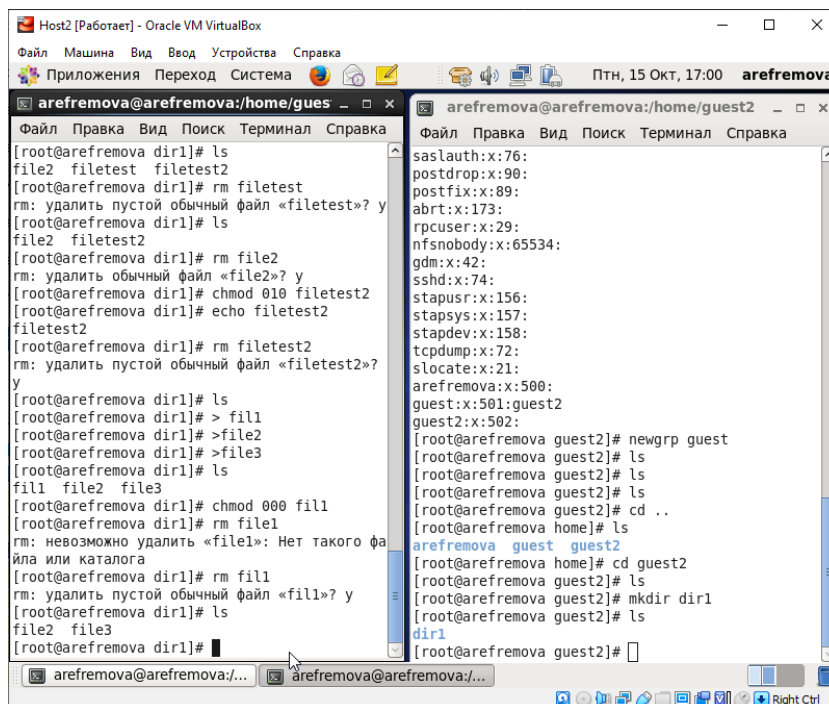 Host2 [Работает] - Oracle VM VirtualBox
Файл Машина Вид Ввод Устройства Справка
Приложения Переход Система Птн, 15 Окт, 17:00 arefremova
arefremova@arefremova:/home/gues
Файл Правка Вид Поиск Терминал Справка
[root@arefremova dir1]# ls
file2 filetest filetest2
[root@arefremova dir1]# rm filetest
rm: удалить пустой обычный файл «filetest»? y
[root@arefremova dir1]# ls
file2 filetest2
[root@arefremova dir1]# rm file2
rm: удалить обычный файл «file2»? y
[root@arefremova dir1]# chmod 010 filetest2
[root@arefremova dir1]# echo filetest2
filetest2
[root@arefremova dir1]# rm filetest2
rm: удалить пустой обычный файл «filetest2»?
y
[root@arefremova dir1]# ls
[root@arefremova dir1]# > fil1
[root@arefremova dir1]# >file2
[root@arefremova dir1]# >file3
[root@arefremova dir1]# ls
fil1 file2 file3
[root@arefremova dir1]# chmod 000 fil1
[root@arefremova dir1]# rm file1
rm: невозможно удалить «file1»: Нет такого фа
йла или каталога
[root@arefremova dir1]# rm fil1
rm: удалить пустой обычный файл «fil1»? y
[root@arefremova dir1]# ls
file2 file3
[root@arefremova dir1]#
arefremova@arefremova:/home/guest2
Файл Правка Вид Поиск Терминал Справка
saslauth:x:76:
postdrop:x:90:
postfix:x:89:
abrt:x:173:
rpcuser:x:29:
nfsnobody:x:65534:
gdm:x:42:
sshd:x:74:
stapusr:x:156:
stapsys:x:157:
stapdev:x:158:
tcpdump:x:72:
slocate:x:21:
arefremova:x:500:
guest:x:501:guest2
guest2:x:502:
[root@arefremova guest2]# newgrp guest
[root@arefremova guest2]# ls
[root@arefremova guest2]# ls
[root@arefremova guest2]# ls
[root@arefremova guest2]# cd ..
[root@arefremova home]# ls
arefremova guest guest2
[root@arefremova home]# cd guest2
[root@arefremova guest2]# ls
[root@arefremova guest2]# mkdir dir1
[root@arefremova guest2]# ls
dir1
[root@arefremova guest2]#
arefremova@arefremova:/...
arefremova@arefremova:/...
Right Ctrl